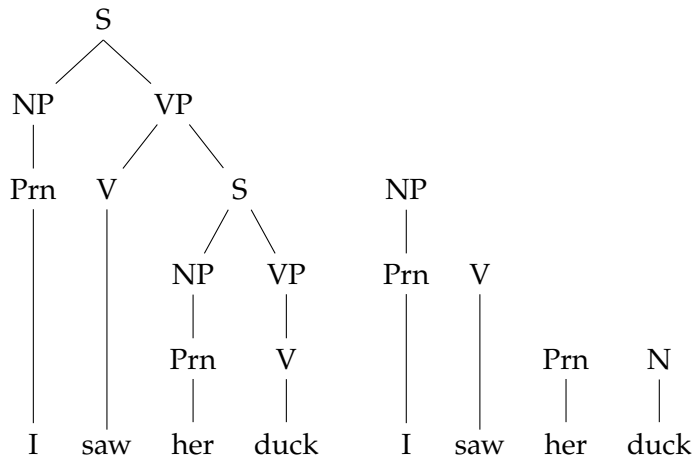 S
NP VP
Prn V S NP
NP VP Prn V
Prn V Prn N
I saw her duck I saw her duck